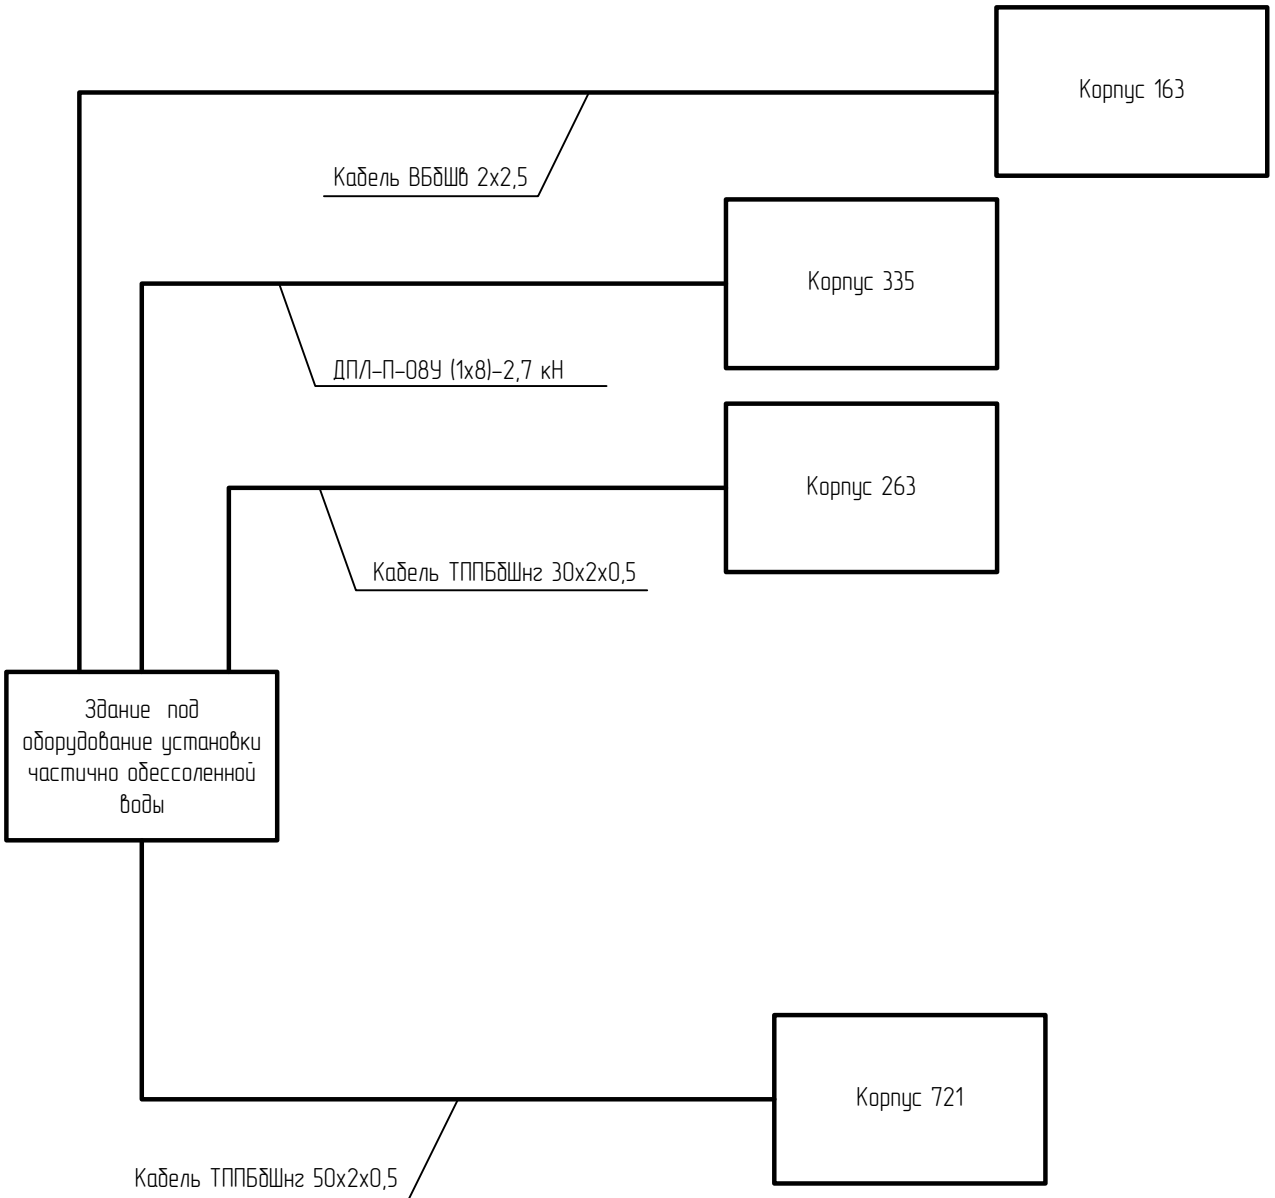 Корпус 163
Кабель ВБбШв 2х2,5
Корпус 335
ДПЛ-П-08У (1х8)-2,7 кН
Корпус 263
Кабель ТППБбШнг 30х2х0,5
Здание под
оборудование установки
частично обессоленной
воды
Корпус 721
Кабель ТППБбШнг 50х2х0,5